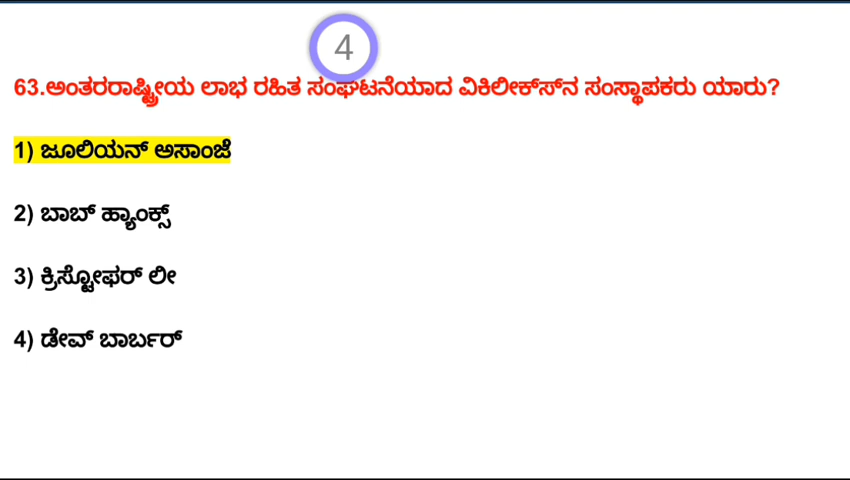 4
63.ಅಂತರರಾಷ್ಟ್ರೀಯ ಲಾಭ ರಹಿತ ಸಂಘಟನೆಯಾದ ವಿಕಿಲೀಕ್ಸ್‌ನ ಸಂಸ್ಥಾಪಕರು ಯಾರು?
1) ಜೂಲಿಯನ್ ಅಸಾಂಜೆ
2) ಬಾಬ್ ಹ್ಯಾಂಕ್ಸ್
3) ಕ್ರಿಸ್ಟೋಫರ್ ಲೀ
4) ಡೇವ್ ಬಾರ್ಬರ್